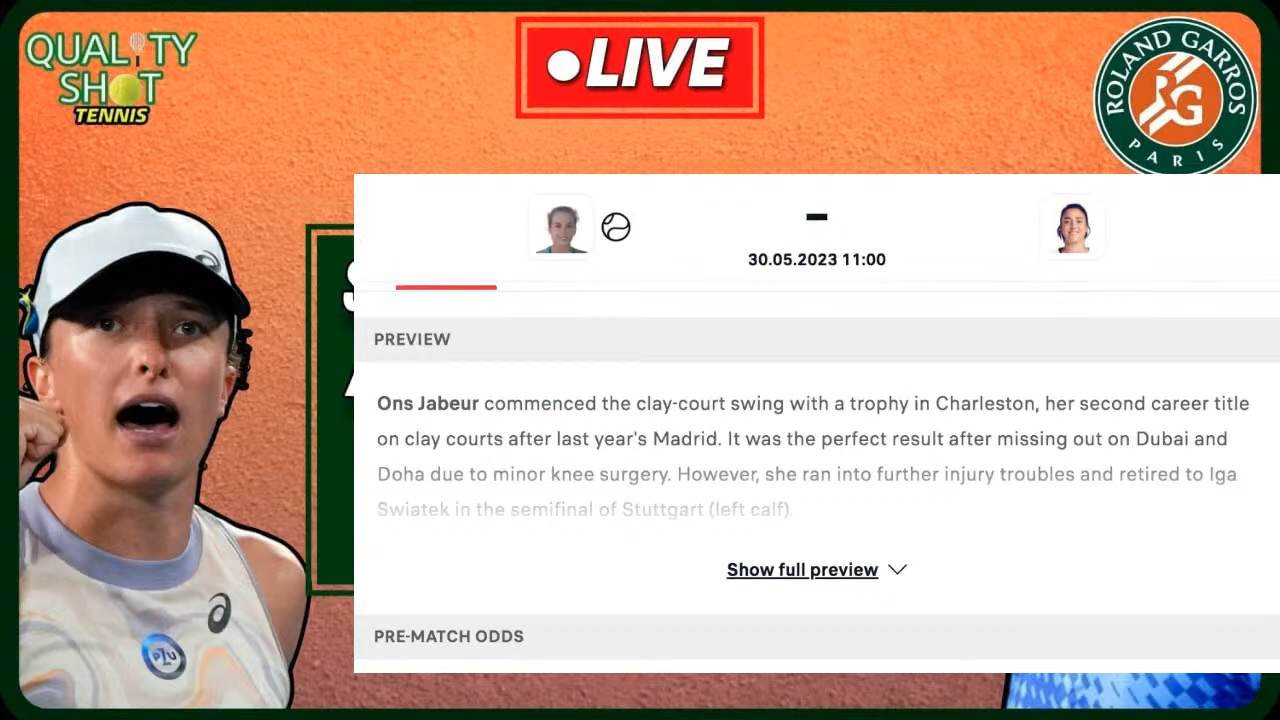 QUALITY
SHOT
TENNIS
LIVE
ROLAND GARROS
PARIS
RG
30.05.2023 11:00
PREVIEW
Ons Jabeur commenced the clay-court swing with a trophy in Charleston, her second career title
on clay courts after last year's Madrid. It was the perfect result after missing out on Dubai and
Doha due to minor knee surgery. However, she ran into further injury troubles and retired to Iga
Swiatek in the semifinal of Stuttgart (left calf).
Show full preview
PRE-MATCH ODDS
PZU